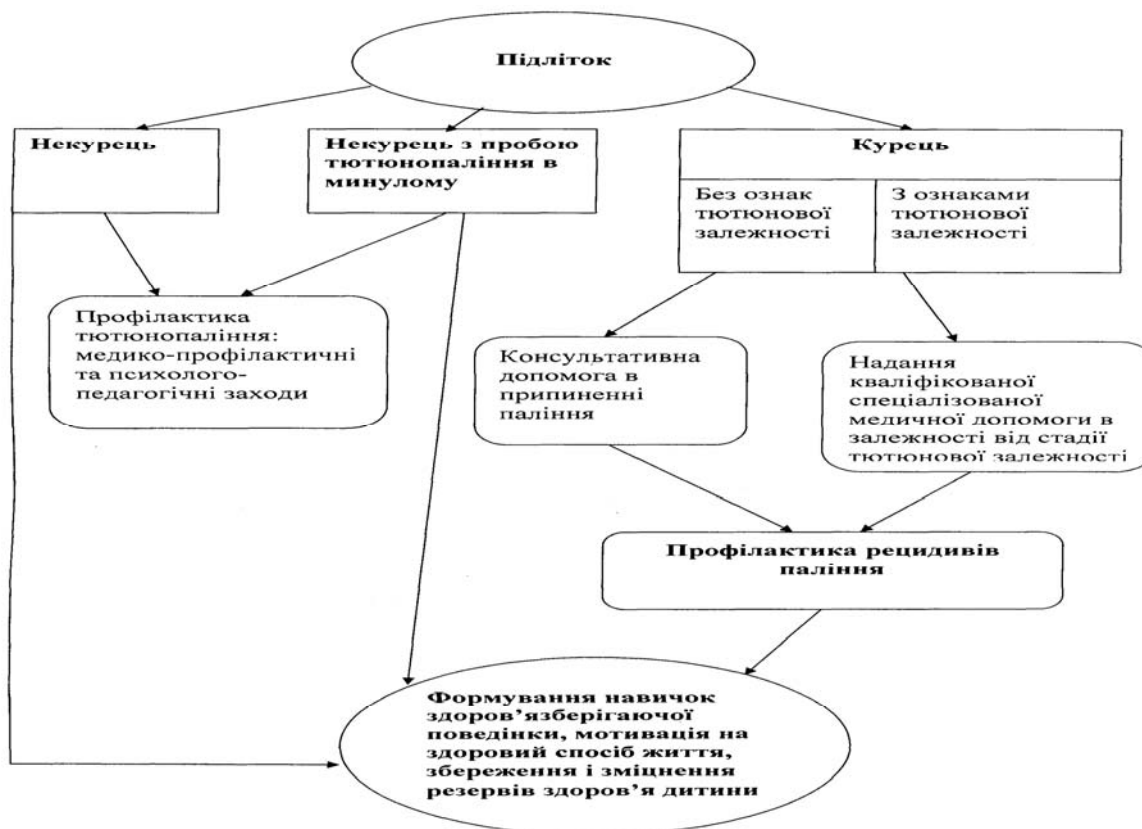 Підліток
Некурець
Некурець з пробою
тютюнопаління в
минулому
Курець
Без ознак
тютюнової
залежності
З ознаками
тютюнової
залежності
Профілактика
тютюнопаління:
медико-профілактичні
та психолого-
педагогічні заходи
Консультативна
допомога в
припиненні
паління
Надання
кваліфікованої
спеціалізованої
медичної допомоги в
залежності від стадії
тютюнової залежності
Профілактика рецидивів
паління
Формування навичок
здоров’язберігаючої
поведінки, мотивація на
здоровий спосіб життя,
збереження і зміцнення
резервів здоров’я дитини